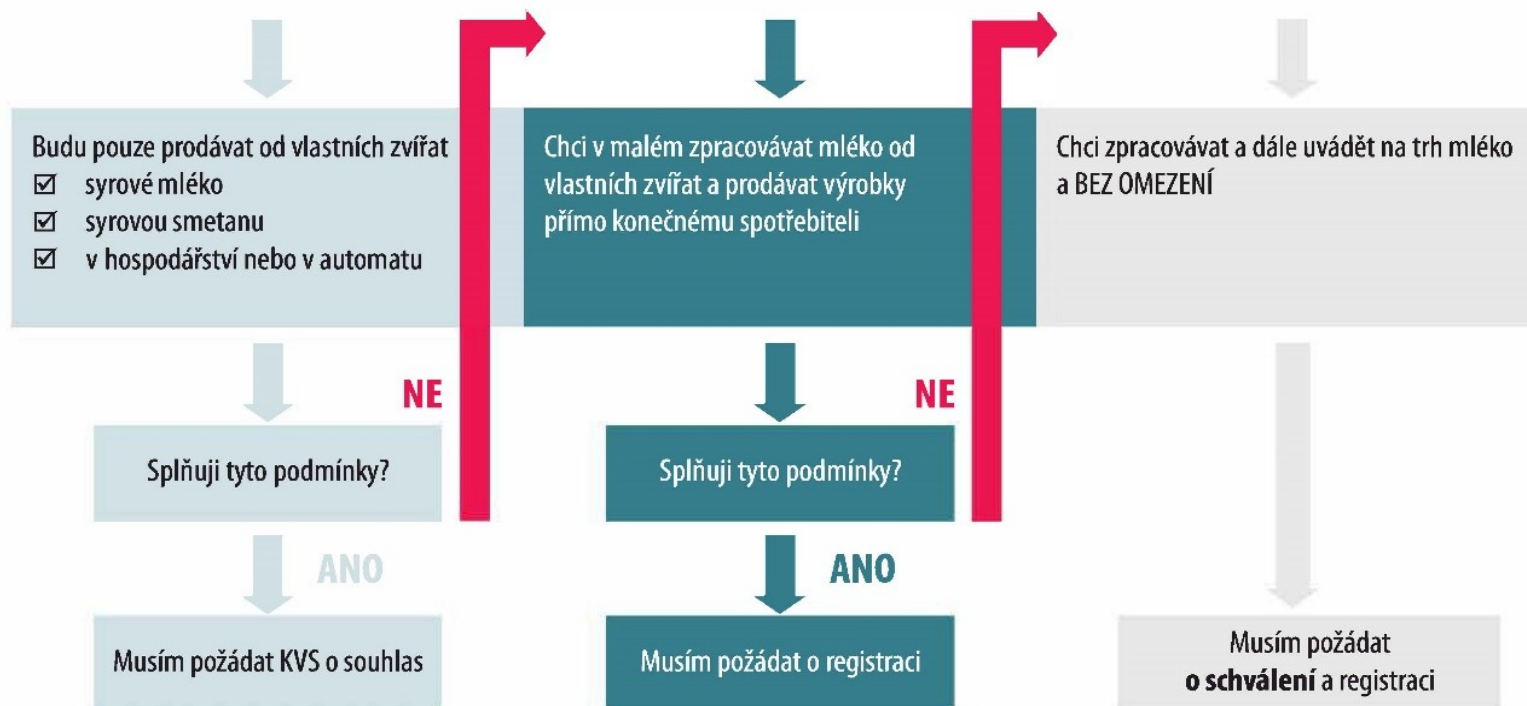 Budu pouze prodávat od vlastních zvířat
☑ syrové mléko
☑ syrovou smetanu
☑ v hospodářství nebo v automatu
NE
Splňuji tyto podmínky?
ANO
Musím požádat KVS o souhlas
Chci v malém zpracovávat mléko od
vlastních zvířat a prodávat výrobky
přímo konečnému spotřebiteli
NE
Splňuji tyto podmínky?
ANO
Musím požádat o registraci
Chci zpracovávat a dále uvádět na trh mléko
a BEZ OMEZENÍ
Musím požádat
o schválení a registraci